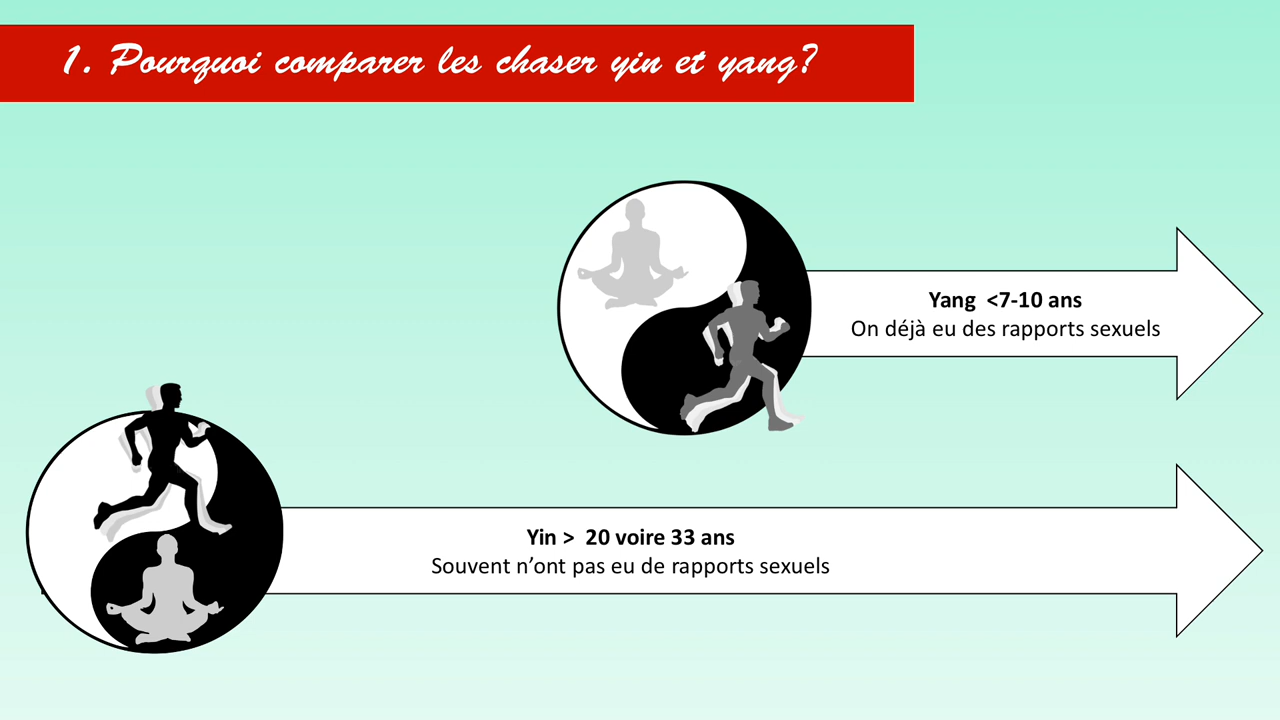 1. Pourquoi comparer les chaser yin et yang?
Yang <7-10 ans
On déjà eu des rapports sexuels
Yin > 20 voire 33 ans
Souvent n’ont pas eu de rapports sexuels